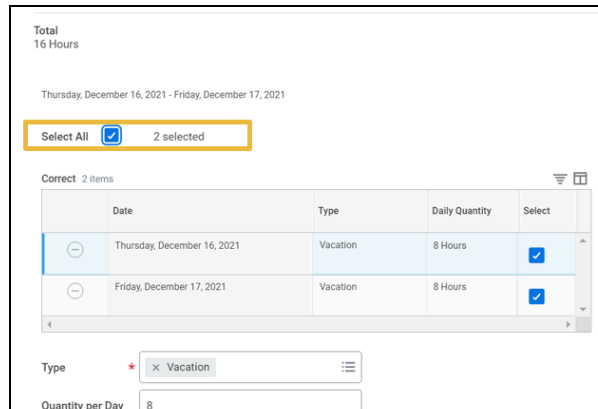 Total
16 Hours
Thursday, December 16, 2021 - Friday, December 17, 2021
Select All 2 selected
Correct 2 items
Date Type Daily Quantity Select
Thursday, December 16, 2021 Vacation 8 Hours
Friday, December 17, 2021 Vacation 8 Hours
Type * × Vacation
Quantity per Day 8